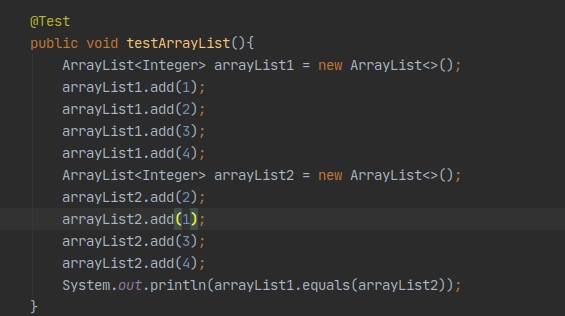 @Test
public void testArrayList(){
ArrayList<Integer> arrayList1 = new ArrayList<>();
arrayList1.add(1);
arrayList1.add(2);
arrayList1.add(3);
arrayList1.add(4);
ArrayList<Integer> arrayList2 = new ArrayList<>();
arrayList2.add(2);
arrayList2.add(1);
arrayList2.add(3);
arrayList2.add(4);
System.out.println(arrayList1.equals(arrayList2));
}